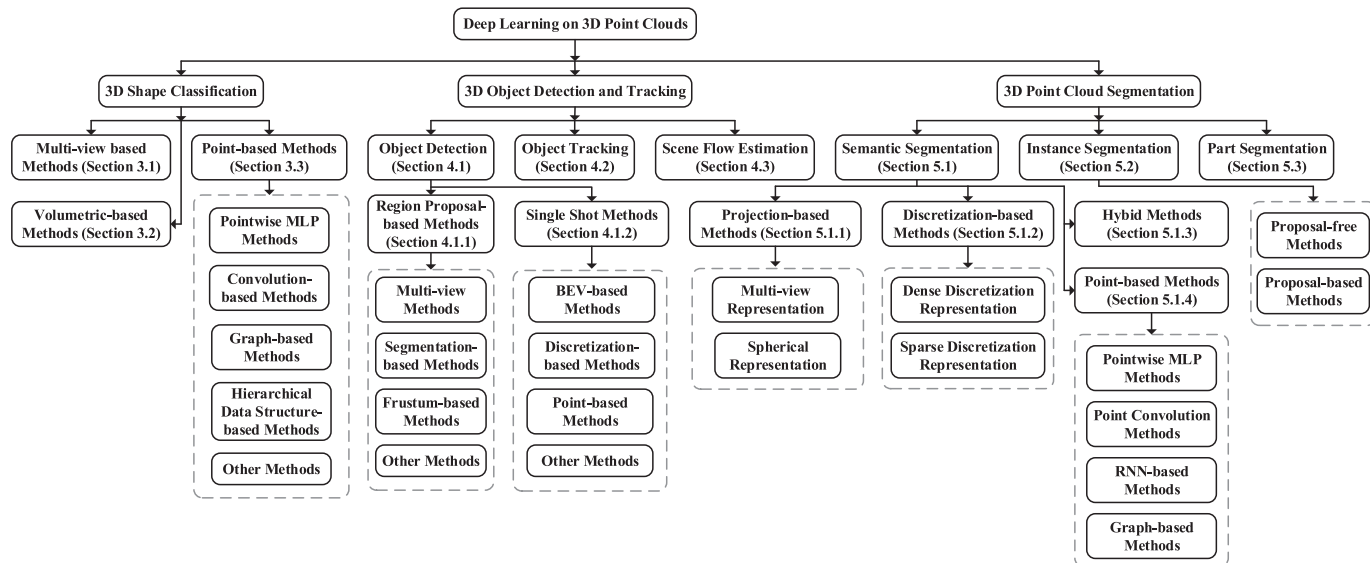 Deep Learning on 3D Point Clouds
3D Shape Classification
3D Object Detection and Tracking
3D Point Cloud Segmentation
Multi-view based
Methods (Section 3.1)
Point-based Methods
(Section 3.3)
Object Detection
(Section 4.1)
Object Tracking
(Section 4.2)
Scene Flow Estimation
(Section 4.3)
Semantic Segmentation
(Section 5.1)
Instance Segmentation
(Section 5.2)
Part Segmentation
(Section 5.3)
Volumetric-based
Methods (Section 3.2)
Pointwise MLP
Methods
Convolution-
based Methods
Graph-based
Methods
Hierarchical
Data Structure-
based Methods
Other Methods
Region Proposal-
based Methods
(Section 4.1.1)
Multi-view
Methods
Segmentation-
based Methods
Frustum-based
Methods
Other Methods
Single Shot Methods
(Section 4.1.2)
BEV-based
Methods
Discretization-
based Methods
Point-based
Methods
Other Methods
Projection-based
Methods (Section 5.1.1)
Multi-view
Representation
Spherical
Representation
Discretization-based
Methods (Section 5.1.2)
Dense Discretization
Representation
Sparse Discretization
Representation
Hybid Methods
(Section 5.1.3)
Point-based Methods
(Section 5.1.4)
Pointwise MLP
Methods
Point Convolution
Methods
RNN-based
Methods
Graph-based
Methods
Proposal-free
Methods
Proposal-based
Methods